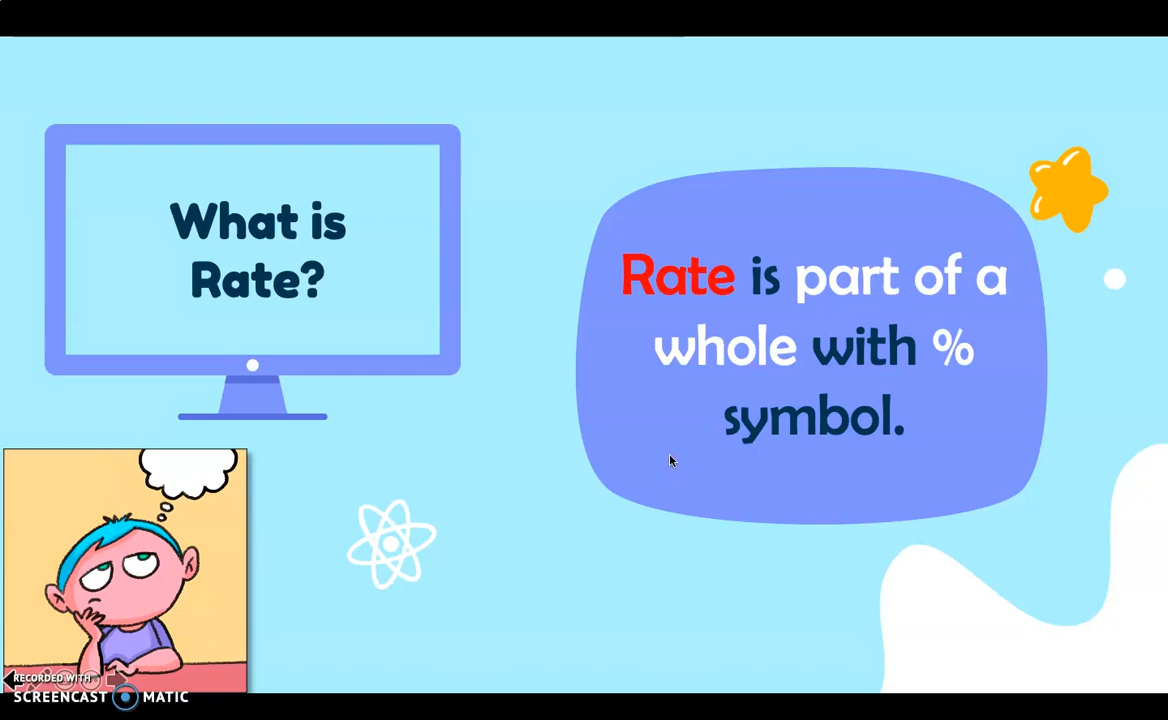 What is
Rate?
Rate is part of a
whole with %
symbol.
RECORDED WITH
SCREENCAST MATIC